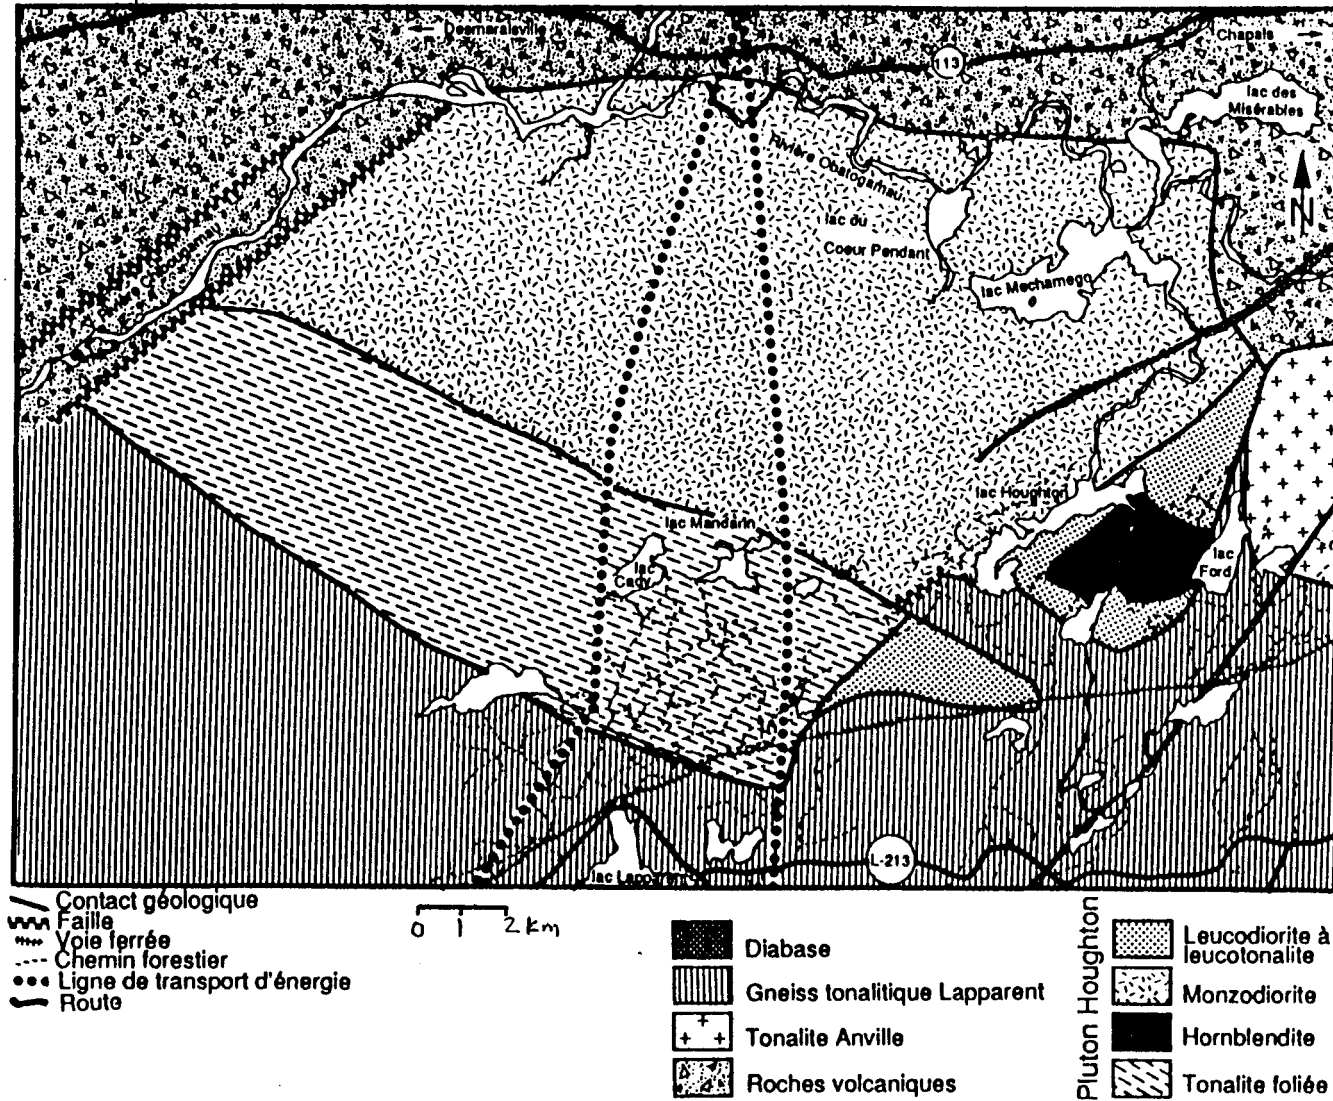 Desmaraisville
Chapais
113
lac des
Misérables
Rivière Obatogamau
N
lac du
Coeur Pendant
lac Mechamego
lac Houghton
lac Mandarin
lac
Cady
lac
Ford
L-213
lac Lapparent
Contact géologique
Faille
Voie ferrée
Chemin forestier
Ligne de transport d'énergie
Route
0 1 2 Km
Diabase
Gneiss tonalitique Lapparent
Tonalite Anville
Roches volcaniques
Pluton Houghton
Leucodiorite à
leucotonalite
Monzodiorite
Hornblendite
Tonalite foliée